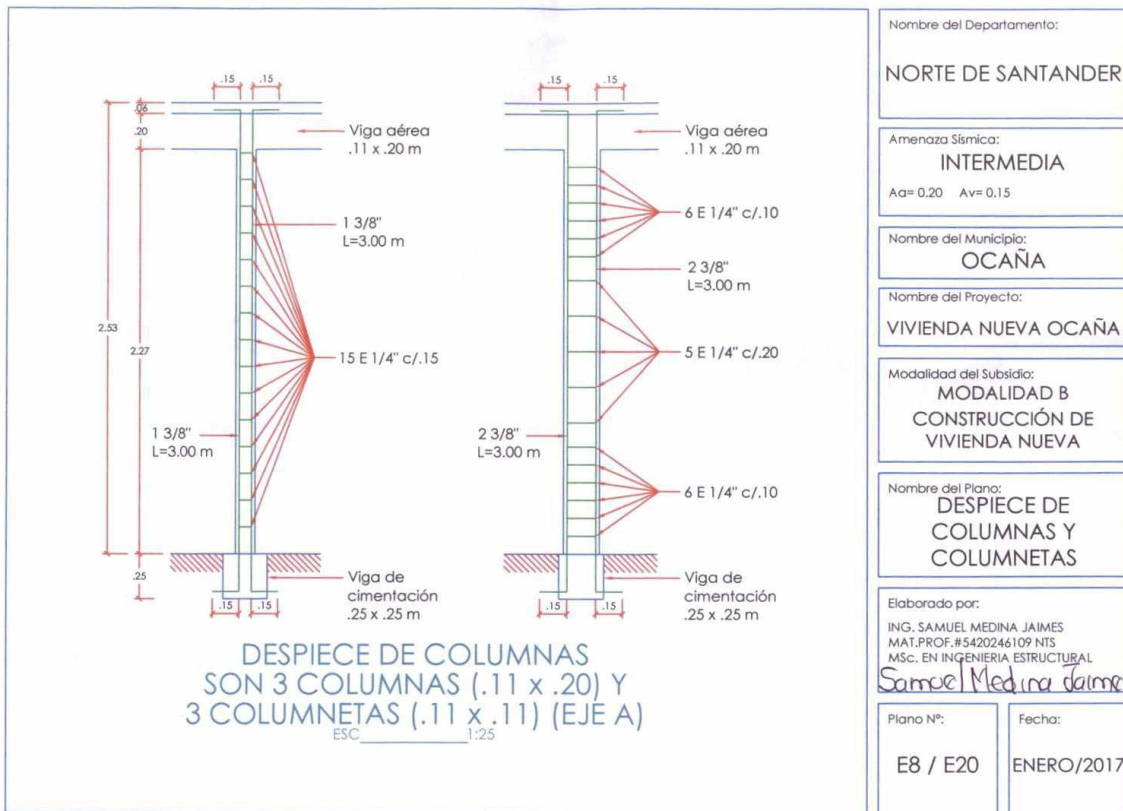 .15
.15
.06
.20
2.53
2.27
.25
Viga aérea
.11 x .20 m
1 3/8"
L=3.00 m
15 E 1/4" c/.15
1 3/8"
L=3.00 m
Viga de
cimentación
.25 x .25 m
.15
.15
.15
.15
Viga aérea
.11 x .20 m
6 E 1/4" c/.10
2 3/8"
L=3.00 m
5 E 1/4" c/.20
2 3/8"
L=3.00 m
6 E 1/4" c/.10
Viga de
cimentación
.25 x .25 m
.15
.15
DESPIECE DE COLUMNAS
SON 3 COLUMNAS (.11 x .20) Y
3 COLUMNETAS (.11 x .11) (EJE A)
ESC 1:25
Nombre del Departamento:
NORTE DE SANTANDER
Amenaza Sísmica:
INTERMEDIA
Aa= 0.20 Av= 0.15
Nombre del Municipio:
OCAÑA
Nombre del Proyecto:
VIVIENDA NUEVA OCAÑA
Modalidad del Subsidio:
MODALIDAD B
CONSTRUCCIÓN DE
VIVIENDA NUEVA
Nombre del Plano:
DESPIECE DE
COLUMNAS Y
COLUMNETAS
Elaborado por:
ING. SAMUEL MEDINA JAIMES
MAT.PROF.#5420246109 NTS
MSc. EN INGENIERIA ESTRUCTURAL
Samuel Medina Jaime
Plano Nº:
E8 / E20
Fecha:
ENERO/2017